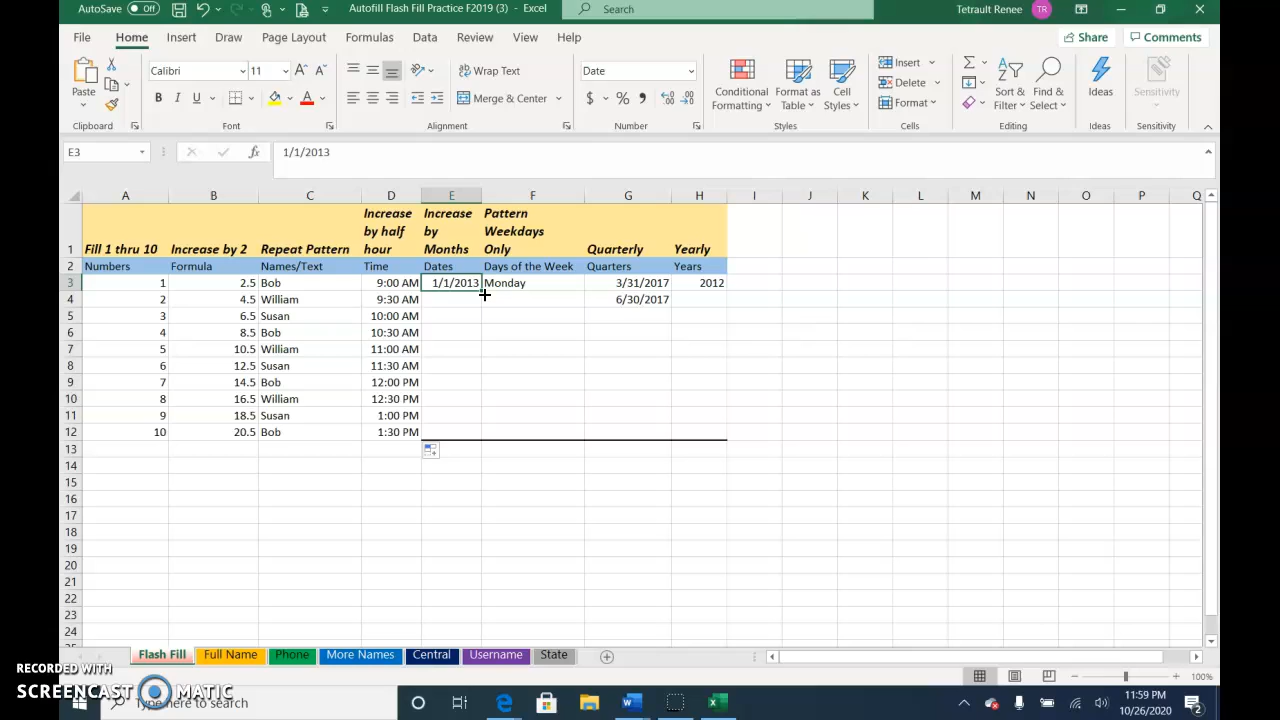 AutoSave Off
Autofill Flash Fill Practice F2019 (3) - Excel
Search
Tetrault Renee TR
File Home Insert Draw Page Layout Formulas Data Review View Help
Share Comments
Paste
Calibri 11
B I U
Wrap Text
Merge & Center
Date
$ % ,
Conditional Formatting
Format as Table
Cell Styles
Insert
Delete
Format
Sort & Filter
Find & Select
Ideas
Sensitivity
Clipboard Font Alignment Number Styles Cells Editing Ideas Sensitivity
E3 fx 1/1/2013
A B C D E F G H I J K L M N O P Q
1 Fill 1 thru 10 Increase by 2 Repeat Pattern Increase by half hour Increase by Months Pattern Weekdays Only Quarterly Yearly
2 Numbers Formula Names/Text Time Dates Days of the Week Quarters Years
3 1 2.5 Bob 9:00 AM 1/1/2013 Monday 3/31/2017 2012
4 2 4.5 William 9:30 AM 6/30/2017
5 3 6.5 Susan 10:00 AM
6 4 8.5 Bob 10:30 AM
7 5 10.5 William 11:00 AM
8 6 12.5 Susan 11:30 AM
9 7 14.5 Bob 12:00 PM
10 8 16.5 William 12:30 PM
11 9 18.5 Susan 1:00 PM
12 10 20.5 Bob 1:30 PM
13
14
15
16
17
18
19
20
21
22
23
24
Flash Fill Full Name Phone More Names Central Username State
100%
RECORDED WITH
SCREENCAST MATIC
Type here to search
11:59 PM
10/26/2020
2